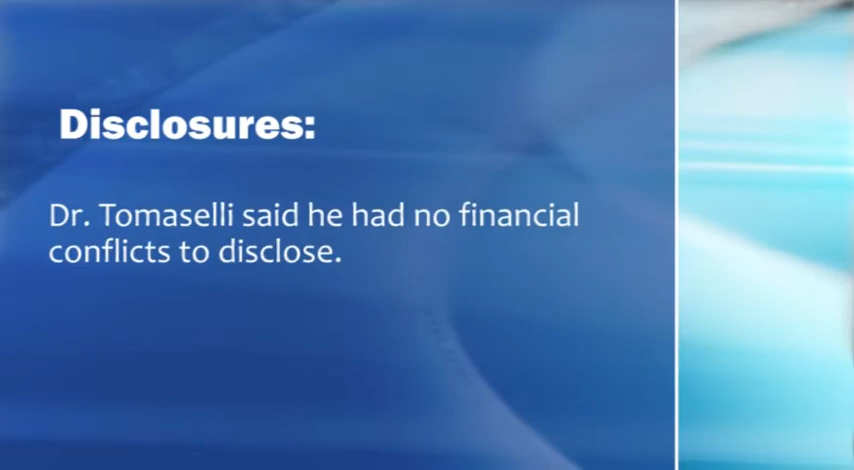 Disclosures:
Dr. Tomaselli said he had no financial
conflicts to disclose.